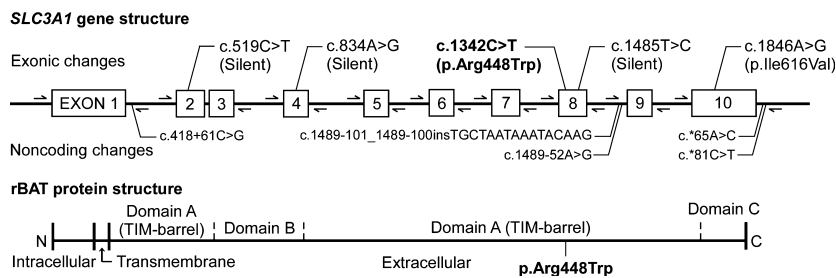 SLC3A1 gene structure
c.519C>T
(Silent)
c.834A>G
(Silent)
c.1342C>T
(p.Arg448Trp)
c.1485T>C
(Silent)
c.1846A>G
(p.Ile616Val)
Exonic changes
EXON 1 2 3 4 5 6 7 8 9 10
c.418+61C>G
c.1489-101_1489-100insTGCTAATAAATACAAG
c.*65A>C
Noncoding changes
c.1489-52A>G
c.*81C>T
rBAT protein structure
Domain A
(TIM-barrel)
Domain B
Domain A (TIM-barrel)
Domain C
N
C
Intracellular
Transmembrane
Extracellular
p.Arg448Trp